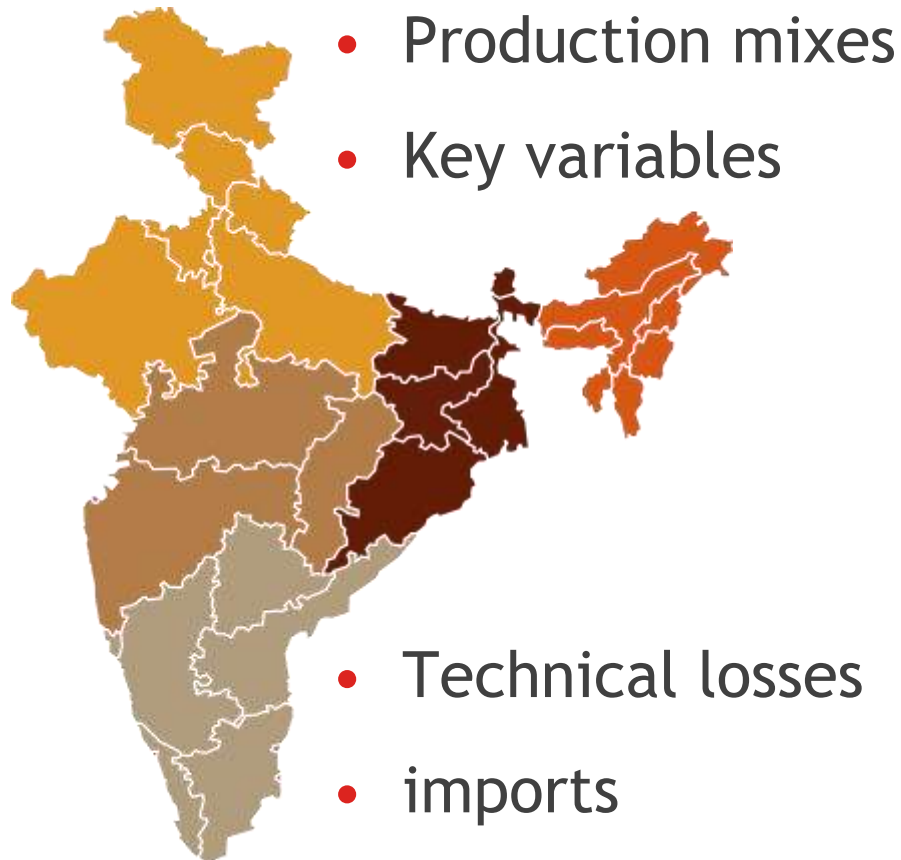 • Production mixes
• Key variables
• Technical losses
• imports